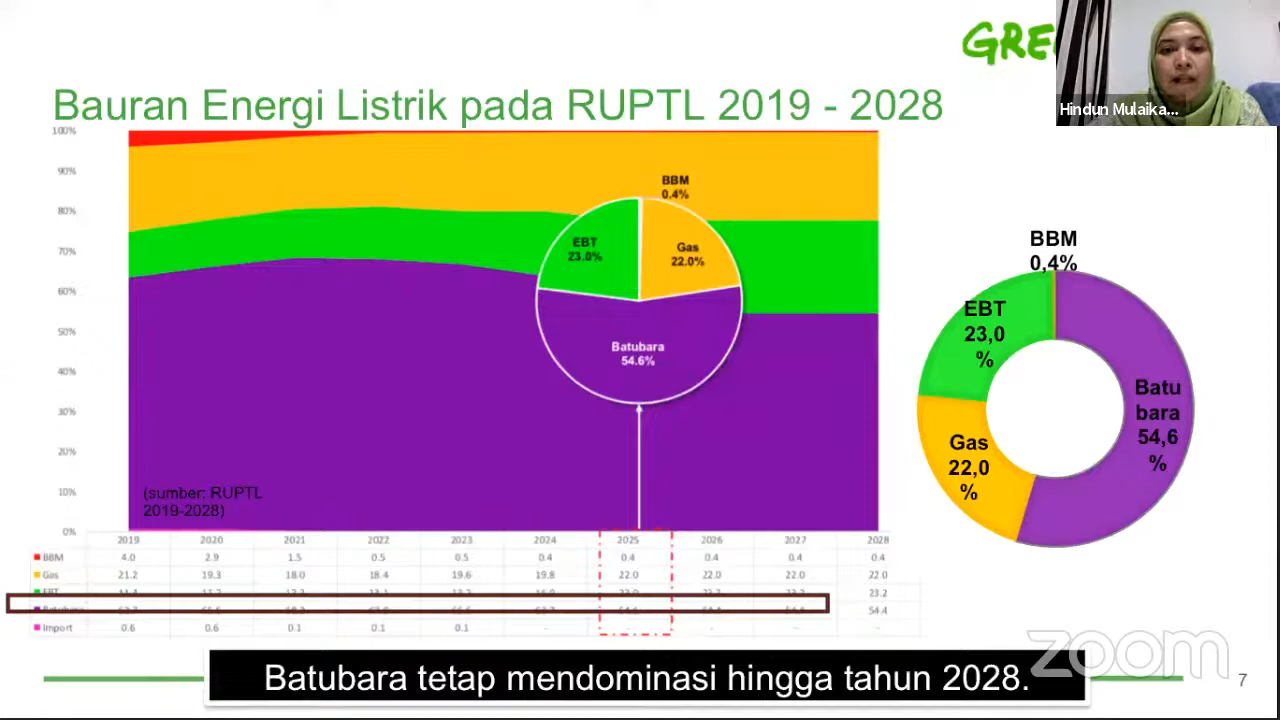 GREE
Hindun Mulaika...
Bauran Energi Listrik pada RUPTL 2019 - 2028
100%
90%
80%
70%
60%
50%
40%
30%
20%
10%
0%
BBM
0.4%
EBT
23.0%
Gas
22.0%
Batubara
54.6%
(sumber: RUPTL
2019-2028)
BBM
0,4%
EBT
23,0
%
Gas
22,0
%
Batu
bara
54,6
%
2019 2020 2021 2022 2023 2024 2025 2026 2027 2028
BBM 4.0 2.9 1.5 0.5 0.5 0.4 0.4 0.4 0.4 0.4
Gas 21.2 19.3 18.0 18.4 19.6 19.8 22.0 22.0 22.0 22.0
EBT 23.2
54.4
Import 0.6 0.6 0.1 0.1 0.1 - - - -
zoom
Batubara tetap mendominasi hingga tahun 2028.
7